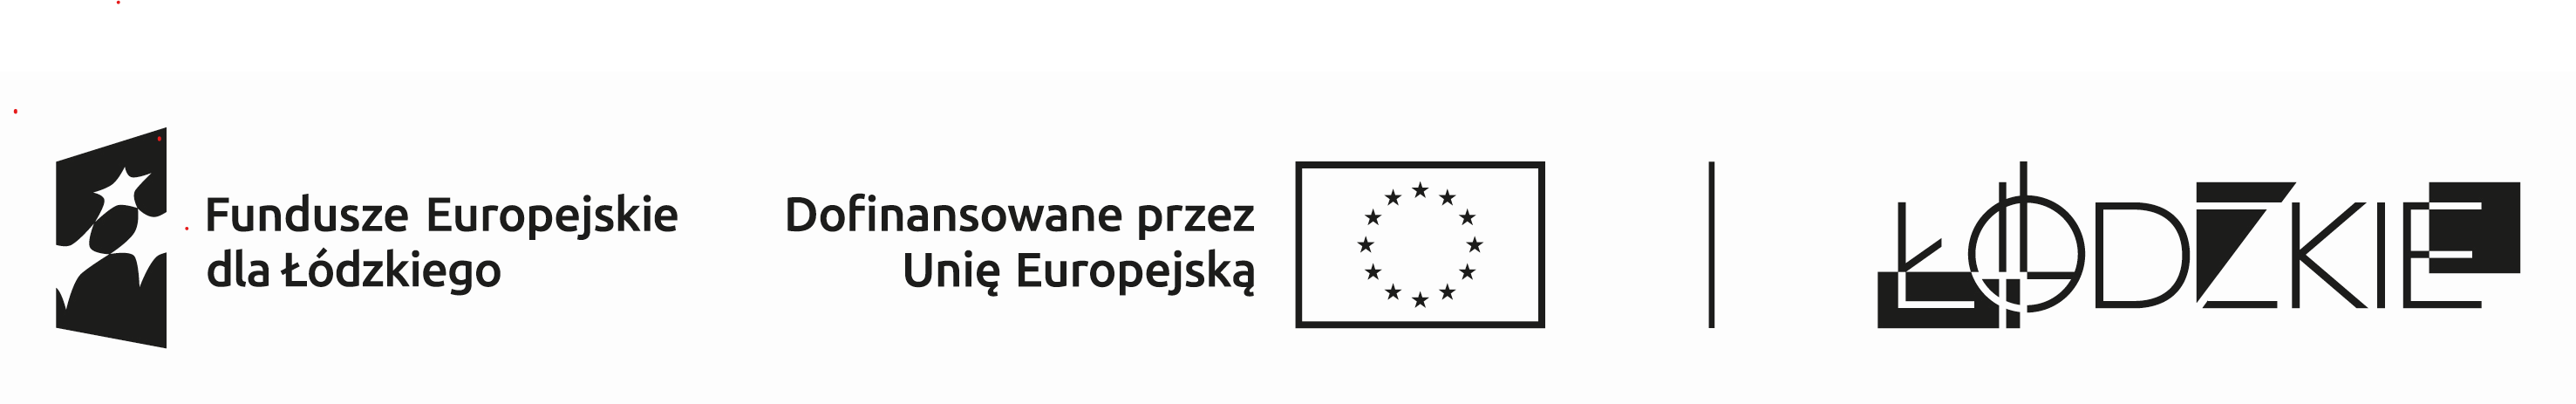 Fundusze Europejskie
dla Łódzkiego
Dofinansowane przez
Unię Europejską
ŁÓDZKIE